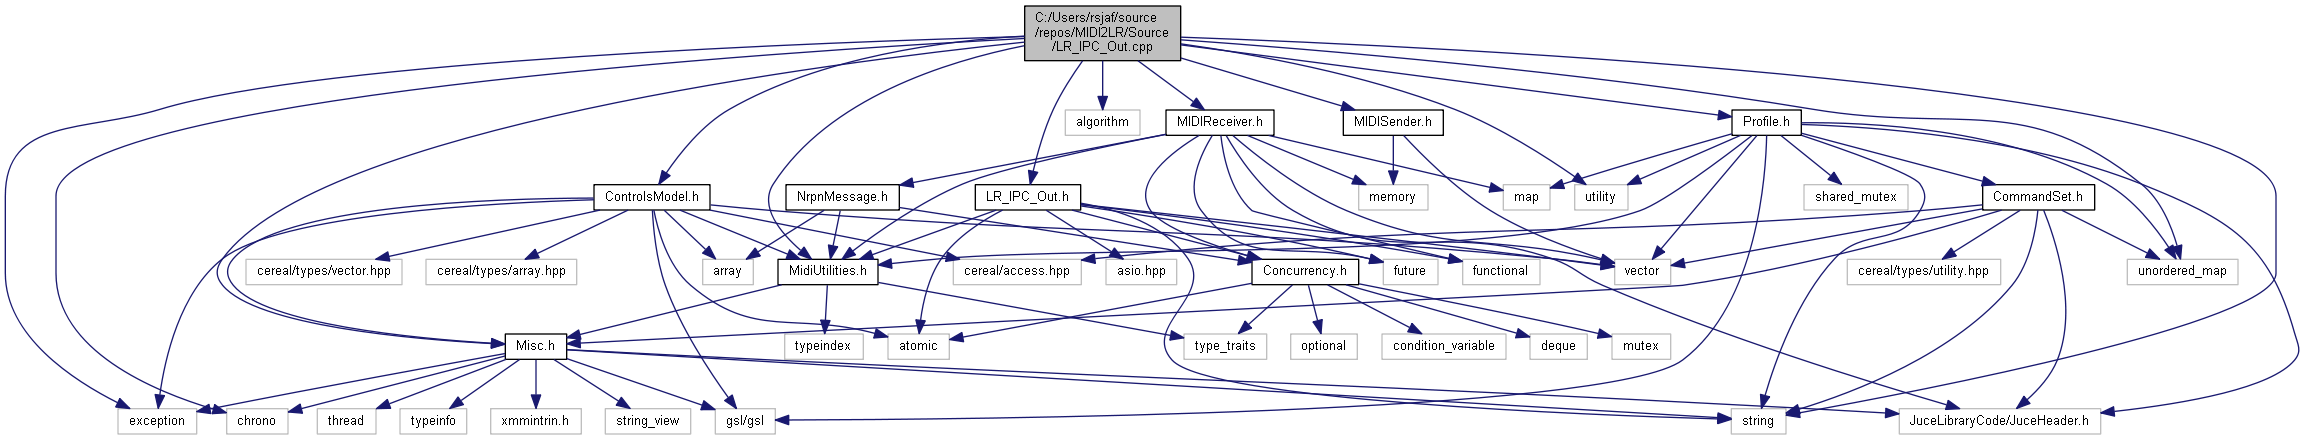 C:/Users/rsjaf/source
/repos/MIDI2LR/Source
/LR_IPC_Out.cpp
algorithm
MIDIReceiver.h
MIDISender.h
Profile.h
ControlsModel.h
NrpnMessage.h
LR_IPC_Out.h
memory
map
utility
shared_mutex
CommandSet.h
cereal/types/vector.hpp
cereal/types/array.hpp
array
MidiUtilities.h
cereal/access.hpp
asio.hpp
Concurrency.h
future
functional
vector
cereal/types/utility.hpp
unordered_map
Misc.h
typeindex
atomic
type_traits
optional
condition_variable
deque
mutex
exception
chrono
thread
typeinfo
xmmintrin.h
string_view
gsl/gsl
string
JuceLibraryCode/JuceHeader.h